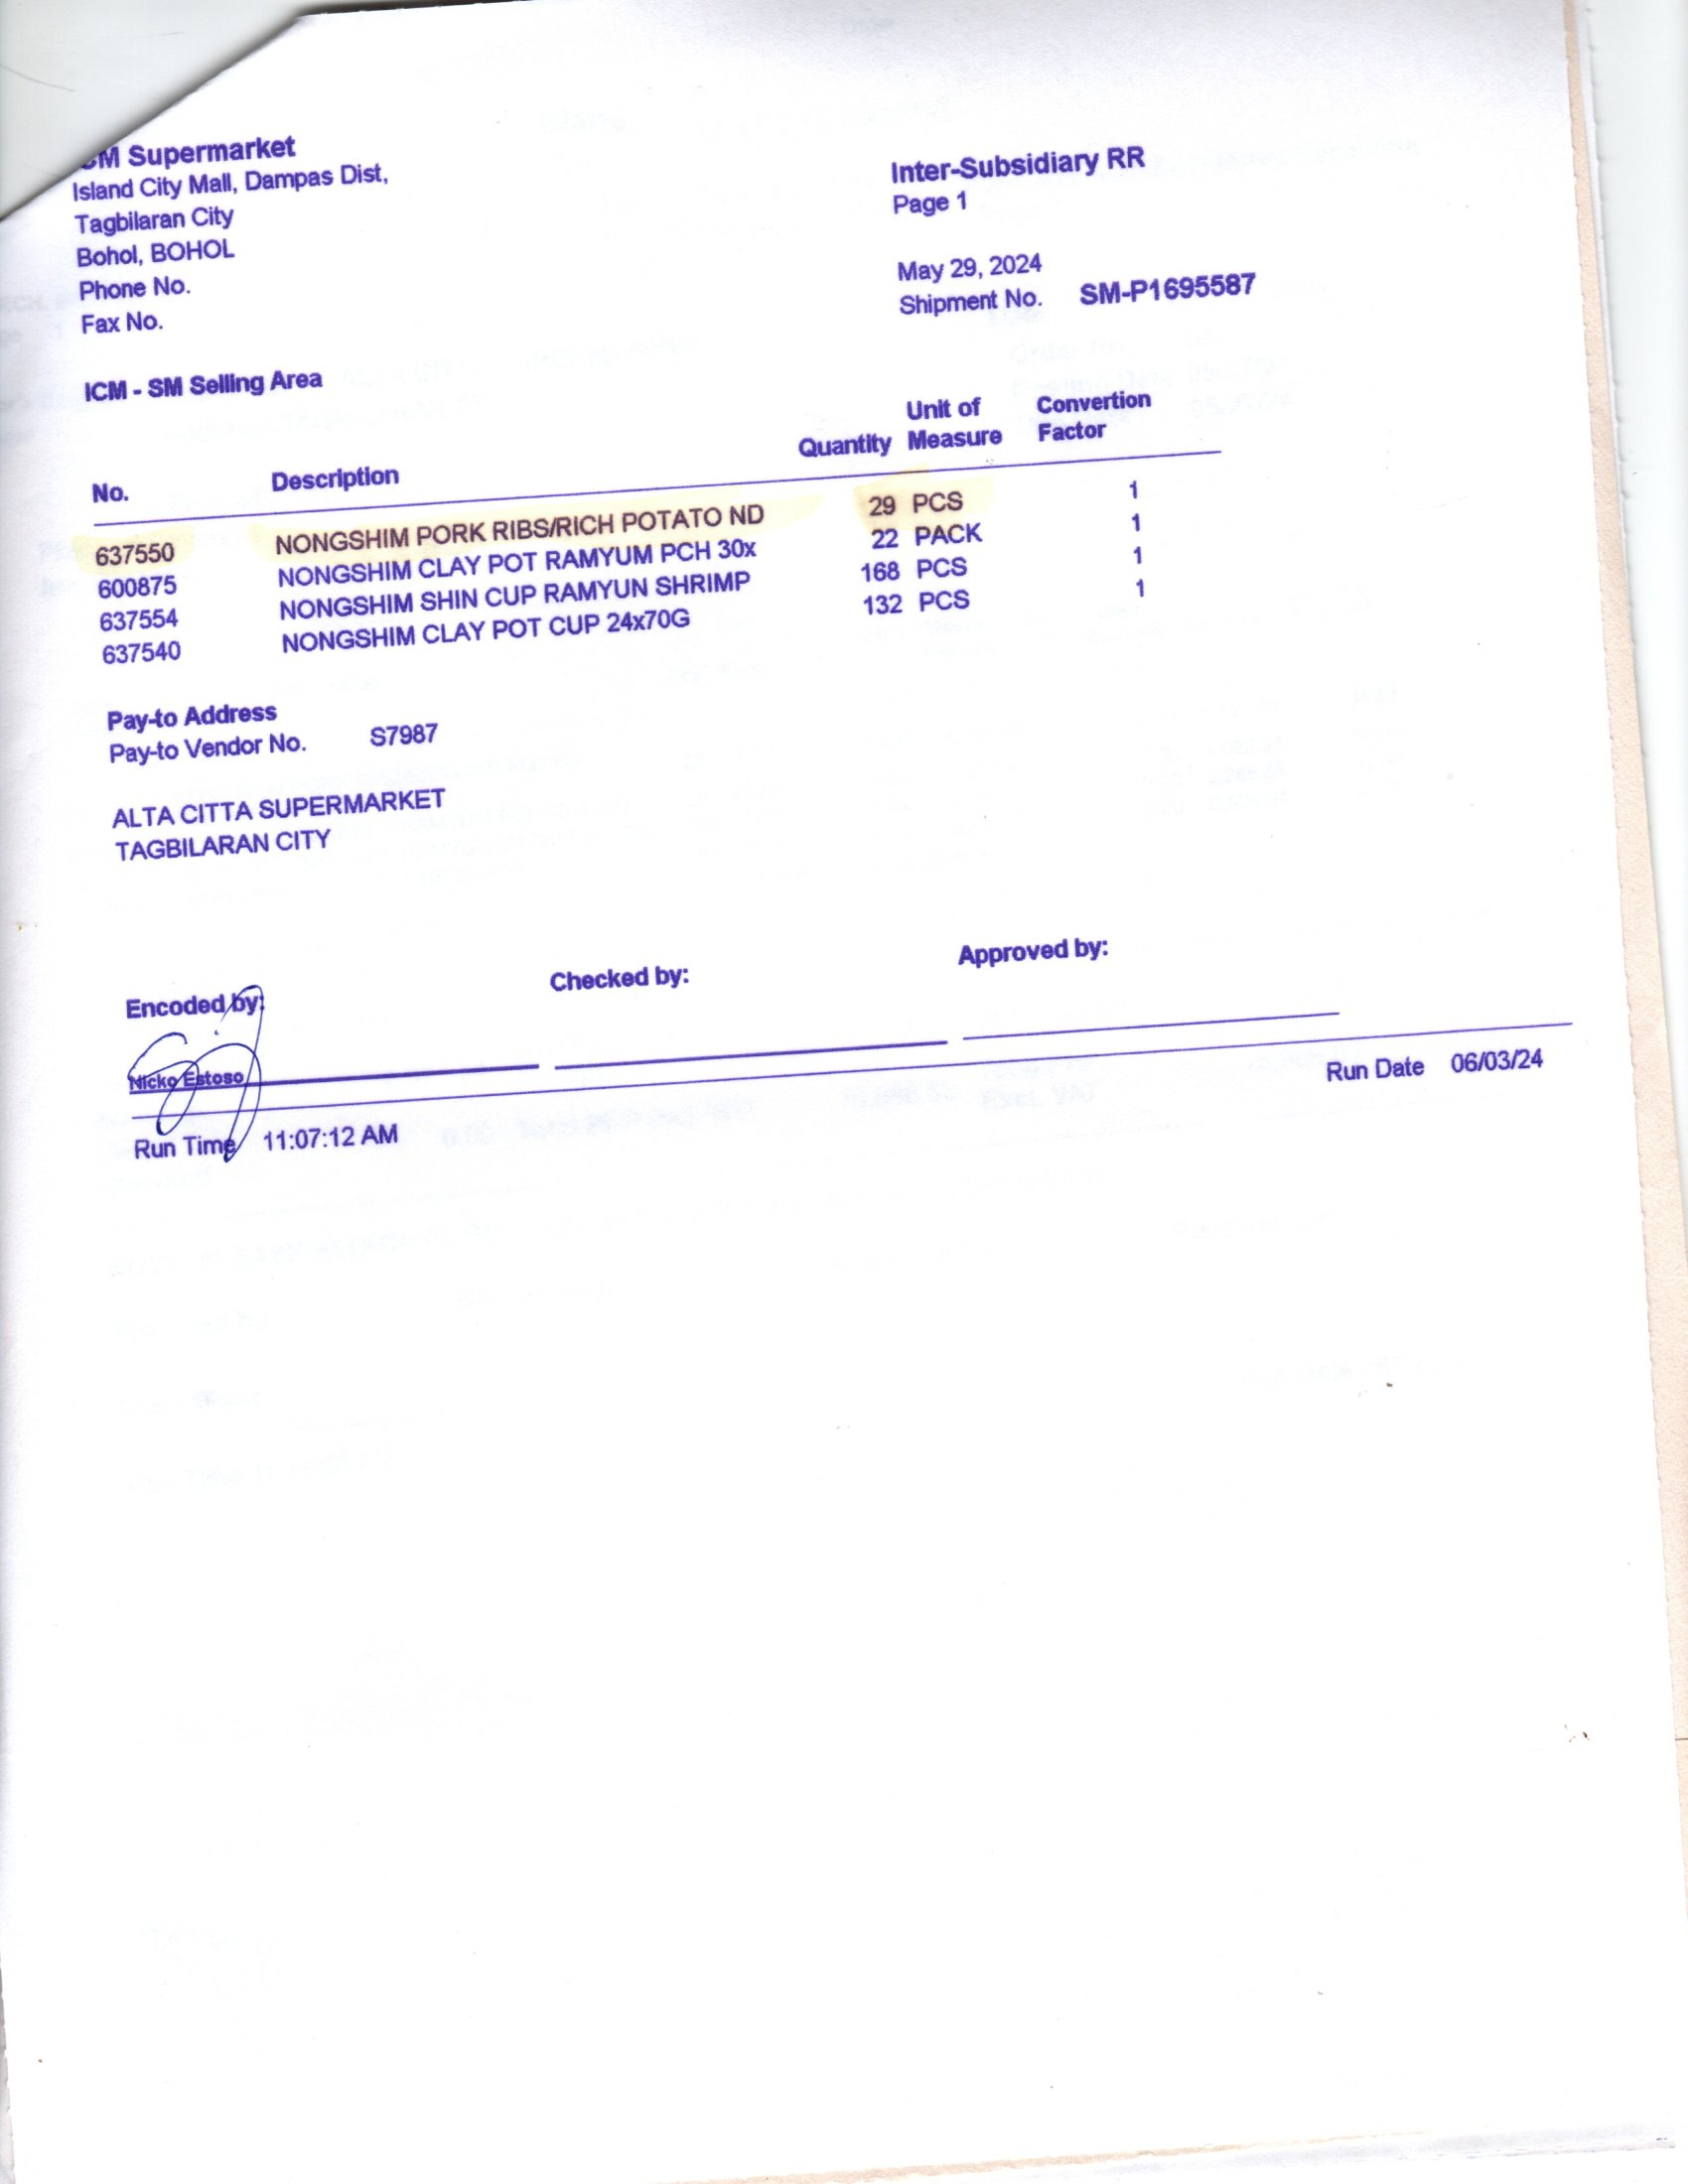 CM Supermarket
Island City Mall, Dampas Dist,
Tagbilaran City
Bohol, BOHOL
Phone No.
Fax No.
Inter-Subsidiary RR
Page 1
May 29, 2024
Shipment No. SM-P1695587
ICM - SM Selling Area
No. Description Quantity Unit of Measure Convertion Factor
637550 NONGSHIM PORK RIBS/RICH POTATO ND 29 PCS 1
600875 NONGSHIM CLAY POT RAMYUM PCH 30x 22 PACK 1
637554 NONGSHIM SHIN CUP RAMYUN SHRIMP 168 PCS 1
637540 NONGSHIM CLAY POT CUP 24x70G 132 PCS 1
Pay-to Address
Pay-to Vendor No. S7987
ALTA CITTA SUPERMARKET
TAGBILARAN CITY
Encoded by: Checked by: Approved by:
Nicko Estoso
Run Date 06/03/24
Run Time 11:07:12 AM